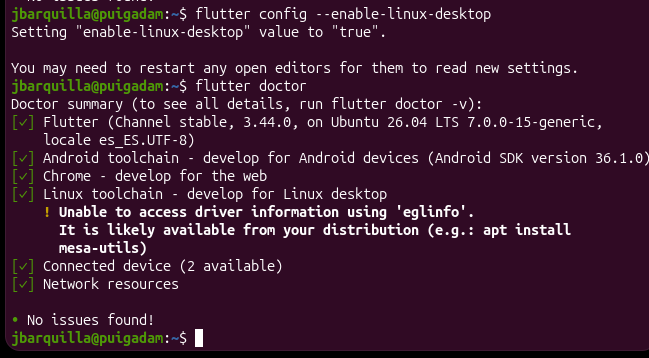 jbarquilla@puigadam:~$ flutter config --enable-linux-desktop
Setting "enable-linux-desktop" value to "true".
You may need to restart any open editors for them to read new settings.
jbarquilla@puigadam:~$ flutter doctor
Doctor summary (to see all details, run flutter doctor -v):
[✓] Flutter (Channel stable, 3.44.0, on Ubuntu 26.04 LTS 7.0.0-15-generic,
locale es_ES.UTF-8)
[✓] Android toolchain - develop for Android devices (Android SDK version 36.1.0)
[✓] Chrome - develop for the web
[✓] Linux toolchain - develop for Linux desktop
! Unable to access driver information using 'eglinfo'.
It is likely available from your distribution (e.g.: apt install
mesa-utils)
[✓] Connected device (2 available)
[✓] Network resources
• No issues found!
jbarquilla@puigadam:~$